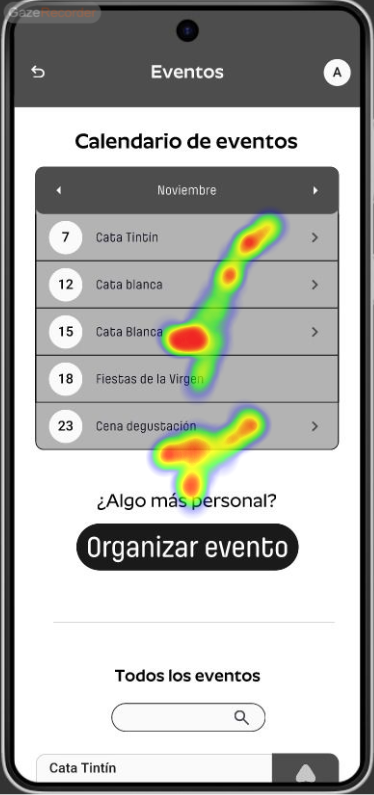 GazeRecorder
Eventos
A
Calendario de eventos
Noviembre
7 Cata Tintín
12 Cata blanca
15 Cata Blanca
18 Fiestas de la Virgen
23 Cena degustación
¿Algo más personal?
Organizar evento
Todos los eventos
Cata Tintín